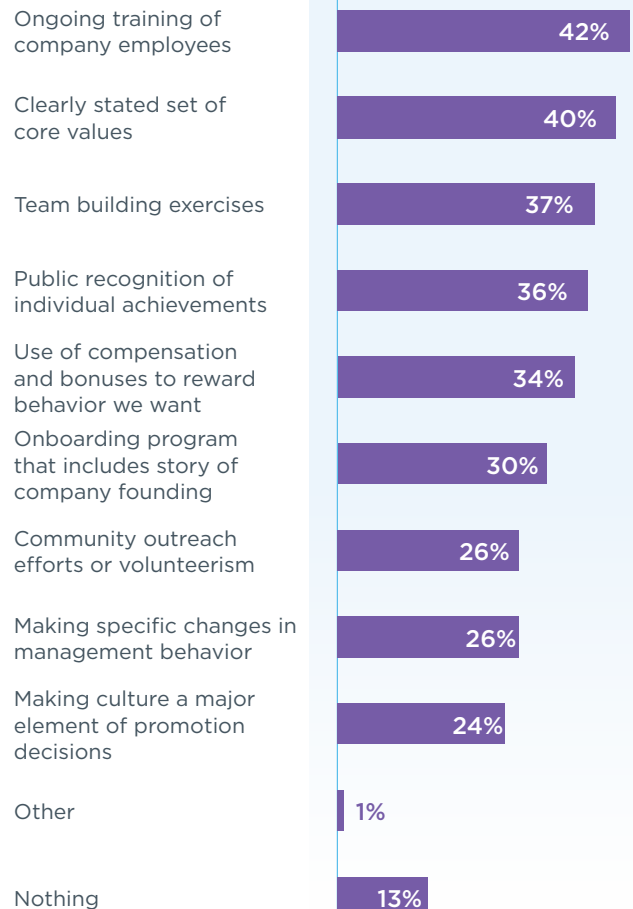 Ongoing training of
company employees
42%
Clearly stated set of
core values
40%
Team building exercises
37%
Public recognition of
individual achievements
36%
Use of compensation
and bonuses to reward
behavior we want
34%
Onboarding program
that includes story of
company founding
30%
Community outreach
efforts or volunteerism
26%
Making specific changes in
management behavior
26%
Making culture a major
element of promotion
decisions
24%
Other
1%
Nothing
13%